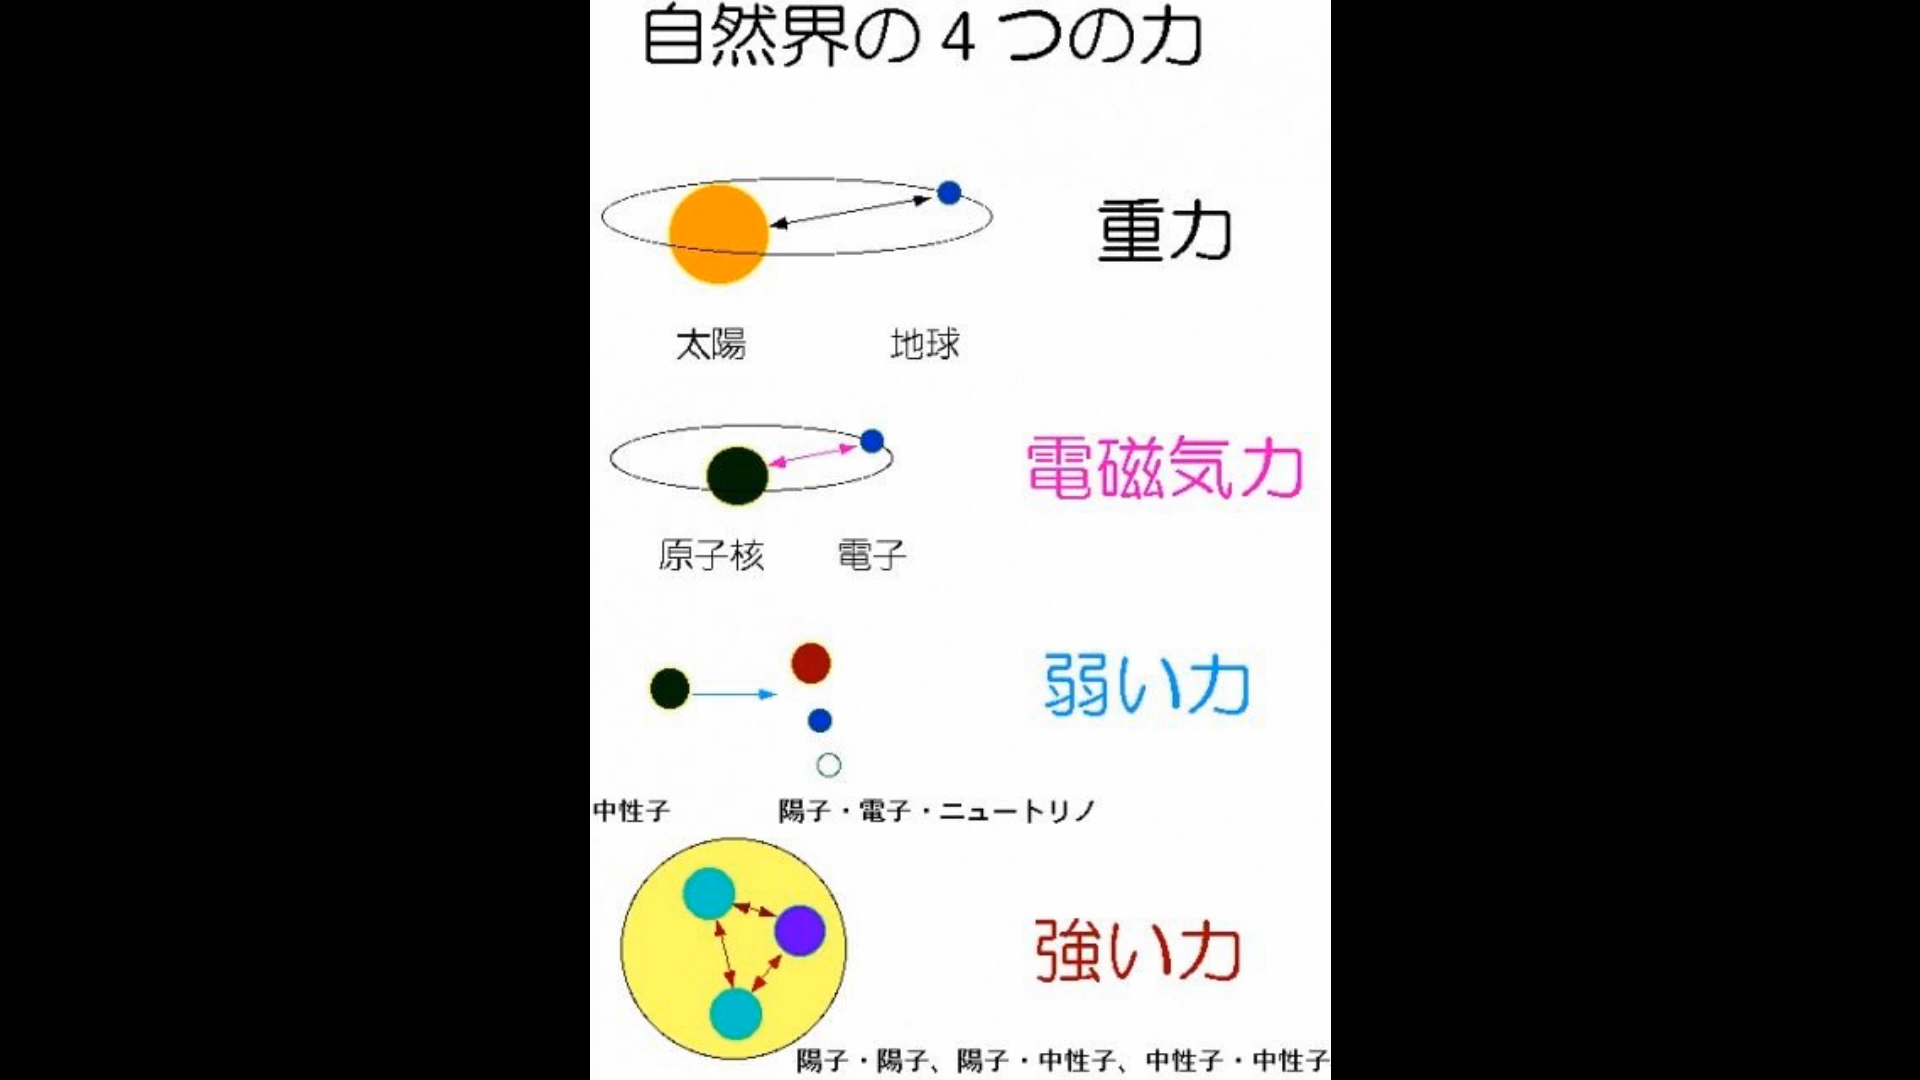 自然界の4つの力
重力
太陽 地球
電磁気力
原子核 電子
弱い力
中性子 陽子・電子・ニュートリノ
強い力
陽子・陽子、陽子・中性子、中性子・中性子